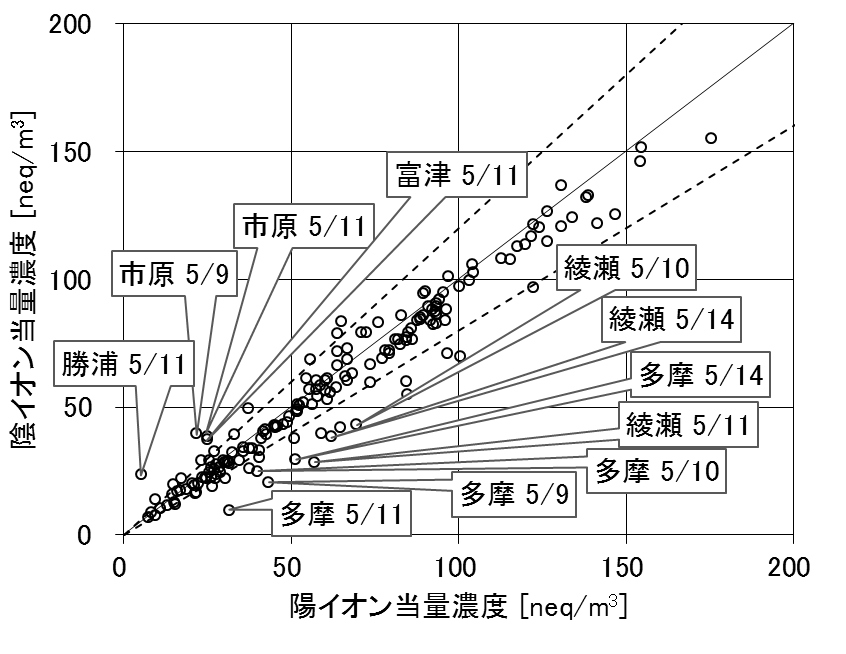 200
150
100
50
0
陰イオン当量濃度 [neq/m³]
富津 5/11
市原 5/11
市原 5/9
勝浦 5/11
綾瀬 5/10
綾瀬 5/14
多摩 5/14
綾瀬 5/11
多摩 5/10
多摩 5/9
多摩 5/11
0 50 100 150 200
陽イオン当量濃度 [neq/m³]